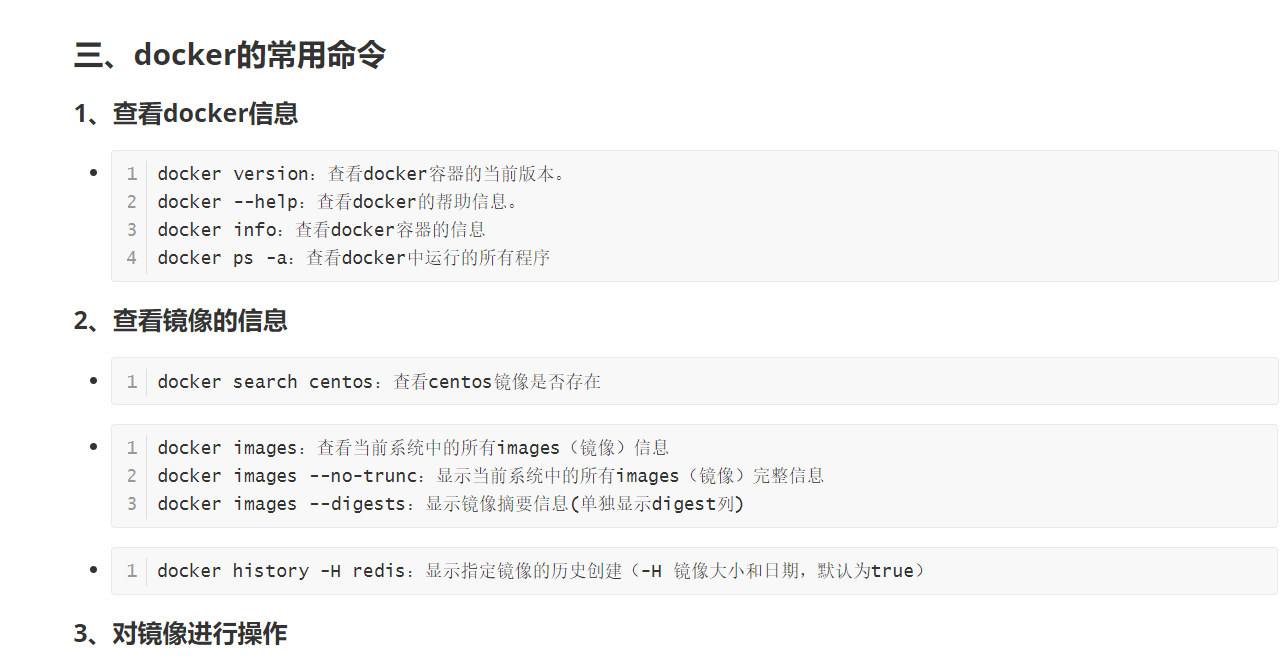 三、docker的常用命令
1、查看docker信息
1 docker version：查看docker容器的当前版本。
2 docker --help：查看docker的帮助信息。
3 docker info：查看docker容器的信息
4 docker ps -a：查看docker中运行的所有程序
2、查看镜像的信息
1 docker search centos：查看centos镜像是否存在
1 docker images：查看当前系统中的所有images（镜像）信息
2 docker images --no-trunc：显示当前系统中的所有images（镜像）完整信息
3 docker images --digests：显示镜像摘要信息(单独显示digest列)
1 docker history -H redis：显示指定镜像的历史创建（-H 镜像大小和日期，默认为true）
3、对镜像进行操作